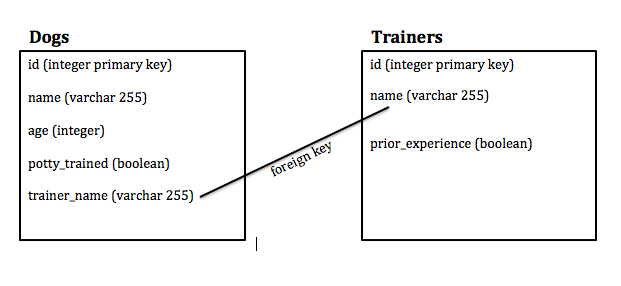 Dogs
id (integer primary key)
name (varchar 255)
age (integer)
potty_trained (boolean)
trainer_name (varchar 255)
foreign key
Trainers
id (integer primary key)
name (varchar 255)
prior_experience (boolean)